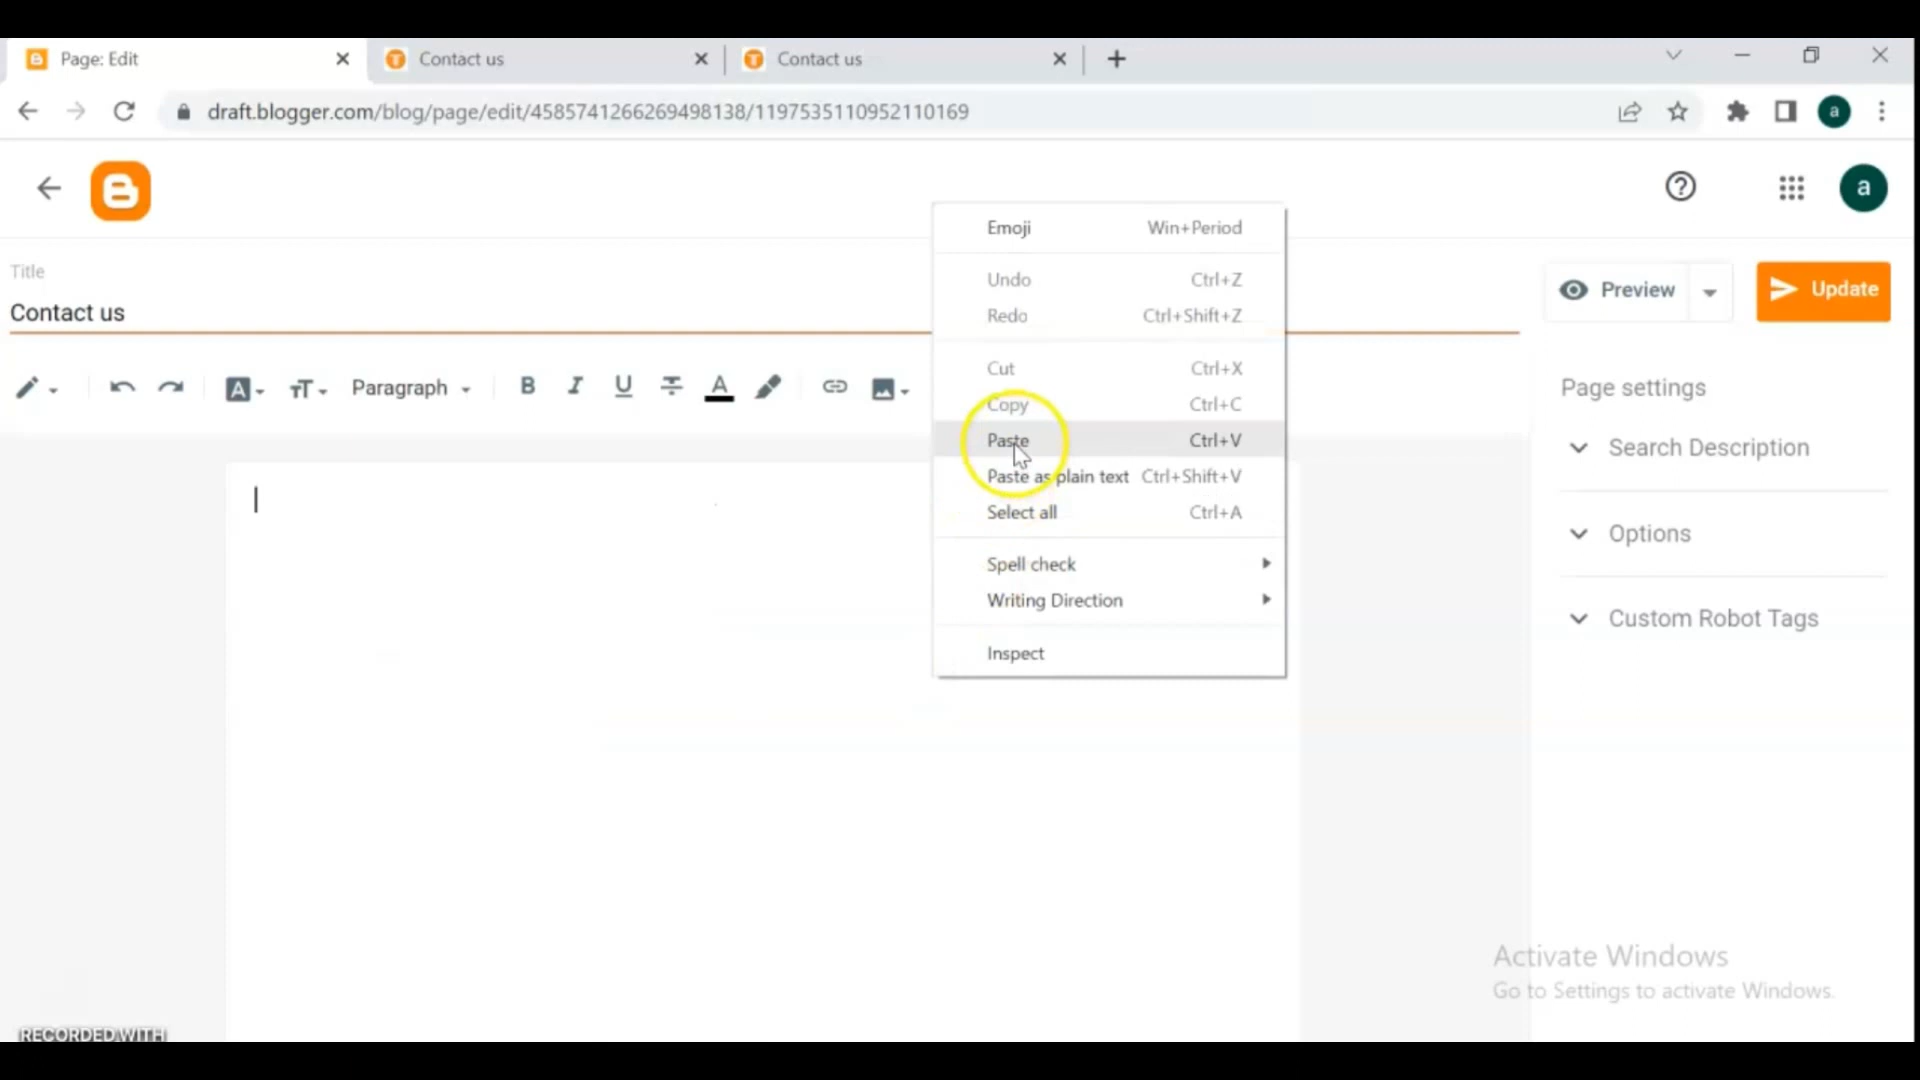 Page: Edit
Contact us
Contact us
draft.blogger.com/blog/page/edit/4585741266269498138/1197535110952110169
a
a
Title
Contact us
Preview
Update
Paragraph
B I U A
Emoji Win+Period
Undo Ctrl+Z
Redo Ctrl+Shift+Z
Cut Ctrl+X
Copy Ctrl+C
Paste Ctrl+V
Paste as plain text Ctrl+Shift+V
Select all Ctrl+A
Spell check
Writing Direction
Inspect
Page settings
Search Description
Options
Custom Robot Tags
Activate Windows
Go to Settings to activate Windows.
RECORDED WITH